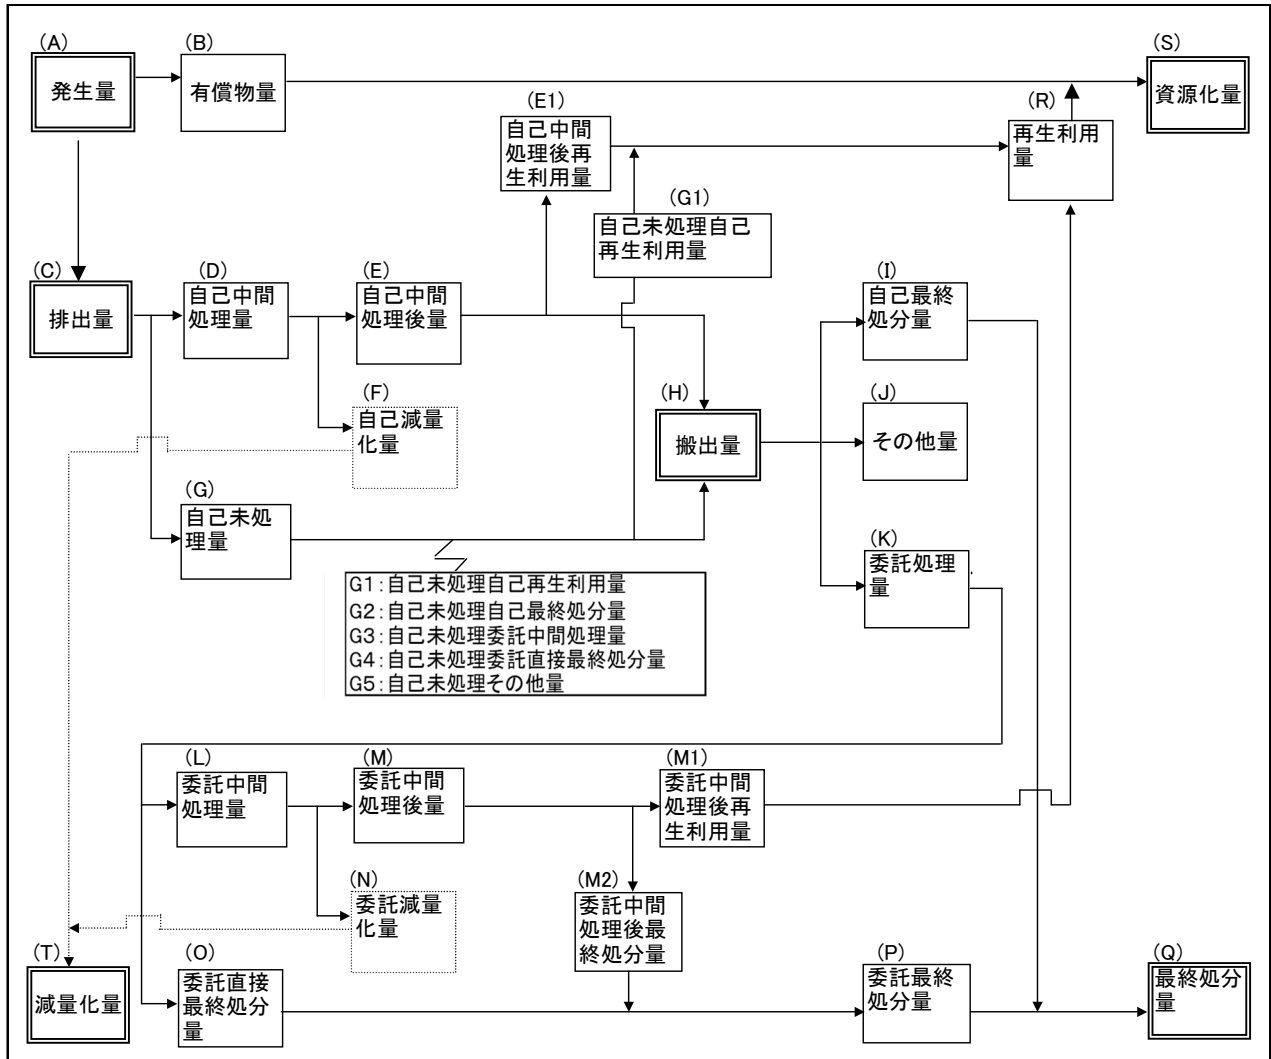 (A)
発生量
(B)
有償物量
(S)
資源化量
(E1)
自己中間
処理後再
生利用量
(R)
再生利用
量
(G1)
自己未処理自己
再生利用量
(C)
排出量
(D)
自己中間
処理量
(E)
自己中間
処理後量
(I)
自己最終
処分量
(F)
自己減量
化量
(H)
搬出量
(J)
その他量
(G)
自己未処
理量
(K)
委託処理
量
G1:自己未処理自己再生利用量
G2:自己未処理自己最終処分量
G3:自己未処理委託中間処理量
G4:自己未処理委託直接最終処分量
G5:自己未処理その他量
(L)
委託中間
処理量
(M)
委託中間
処理後量
(M1)
委託中間
処理後再
生利用量
(N)
委託減量
化量
(M2)
委託中間
処理後最
終処分量
(T)
減量化量
(O)
委託直接
最終処分
量
(P)
委託最終
処分量
(Q)
最終処分
量